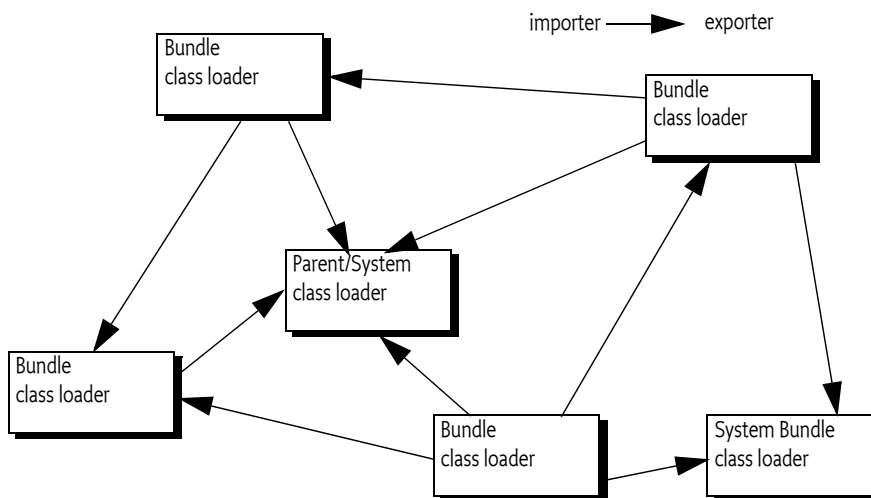 importer
exporter
Bundle
class loader
Bundle
class loader
Parent/System
class loader
Bundle
class loader
Bundle
class loader
System Bundle
class loader